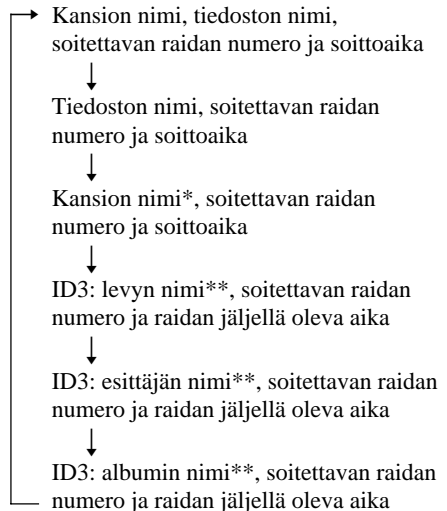 Kansion nimi, tiedoston nimi,
soitettavan raidan numero ja soittoaika
Tiedoston nimi, soitettavan raidan
numero ja soittoaika
Kansion nimi*, soitettavan raidan
numero ja soittoaika
ID3: levyn nimi**, soitettavan raidan
numero ja raidan jäljellä oleva aika
ID3: esittäjän nimi**, soitettavan raidan
numero ja raidan jäljellä oleva aika
ID3: albumin nimi**, soitettavan raidan
numero ja raidan jäljellä oleva aika